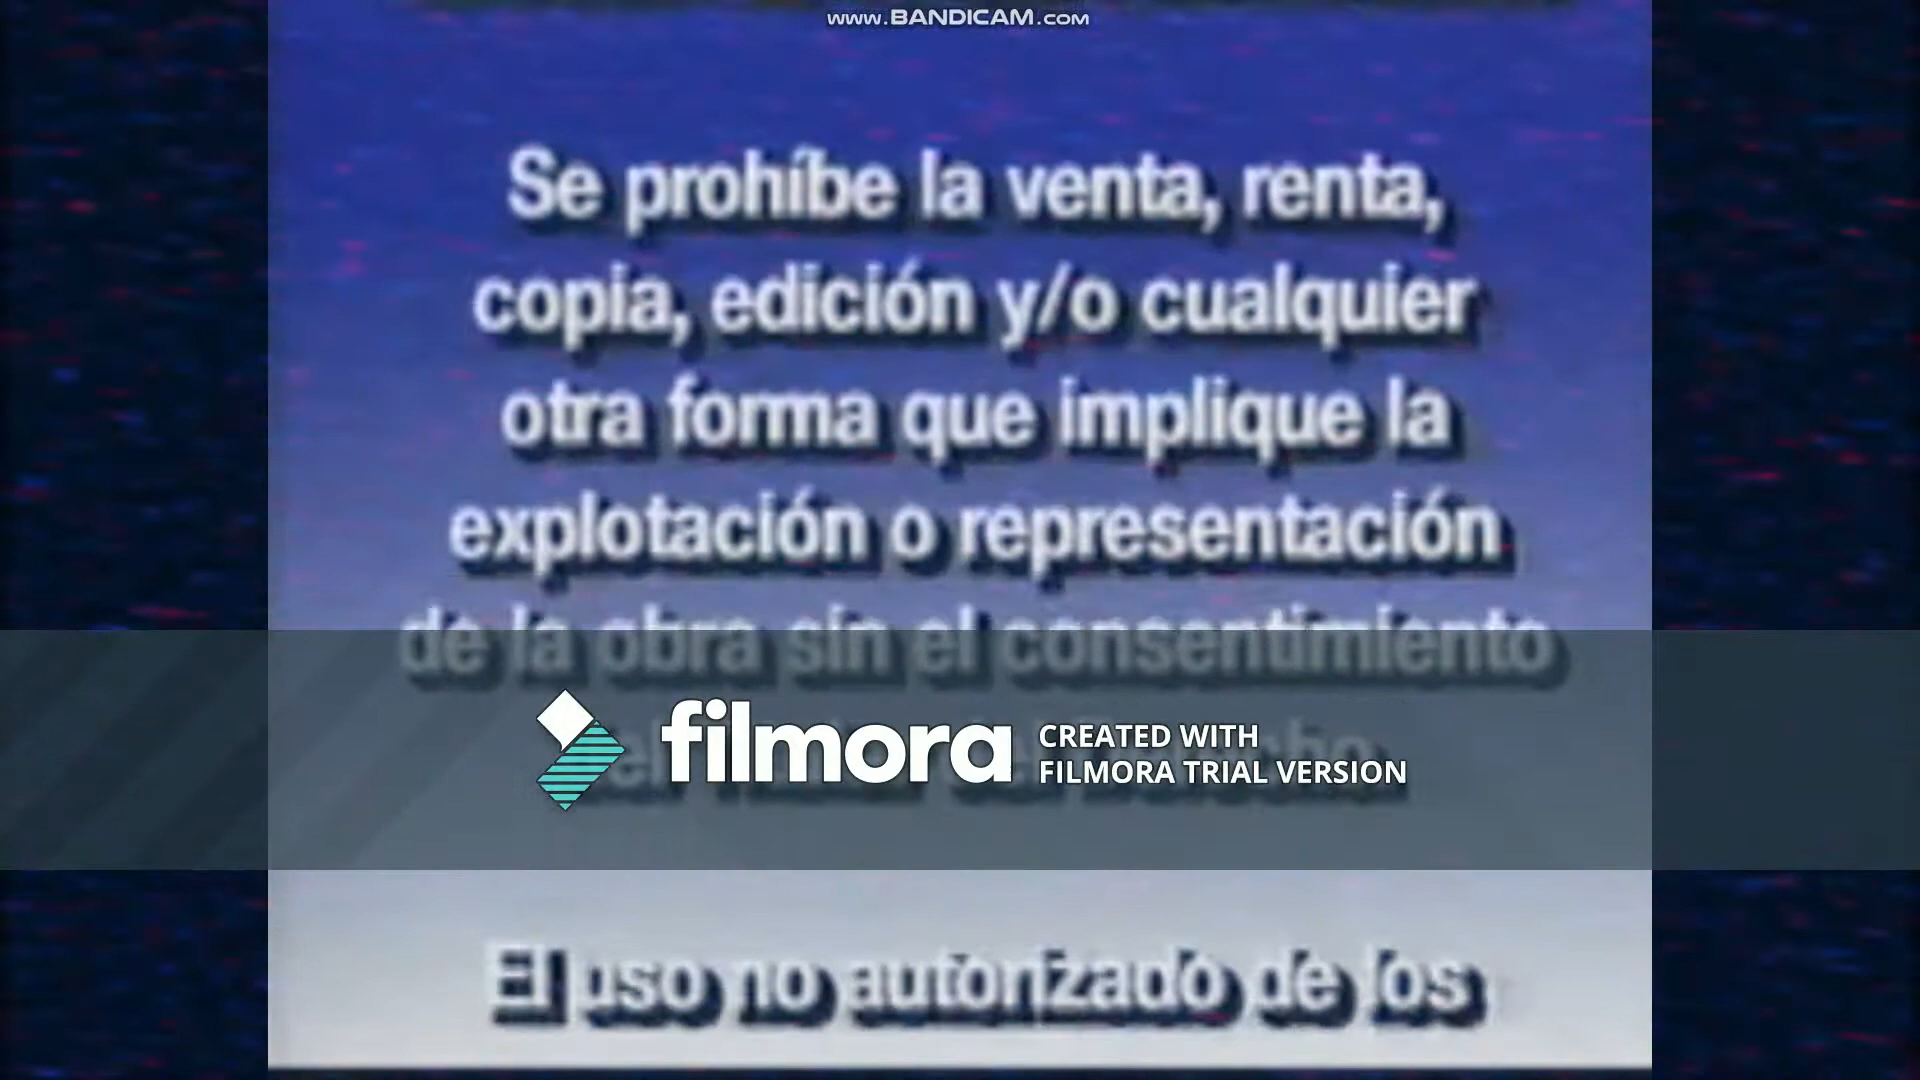 www.BANDICAM.com
Se prohíbe la venta, renta,
copia, edición y/o cualquier
otra forma que implique la
explotación o representación
de la obra sin el consentimiento
filmora CREATED WITH
FILMORA TRIAL VERSION
El uso no autorizado de los